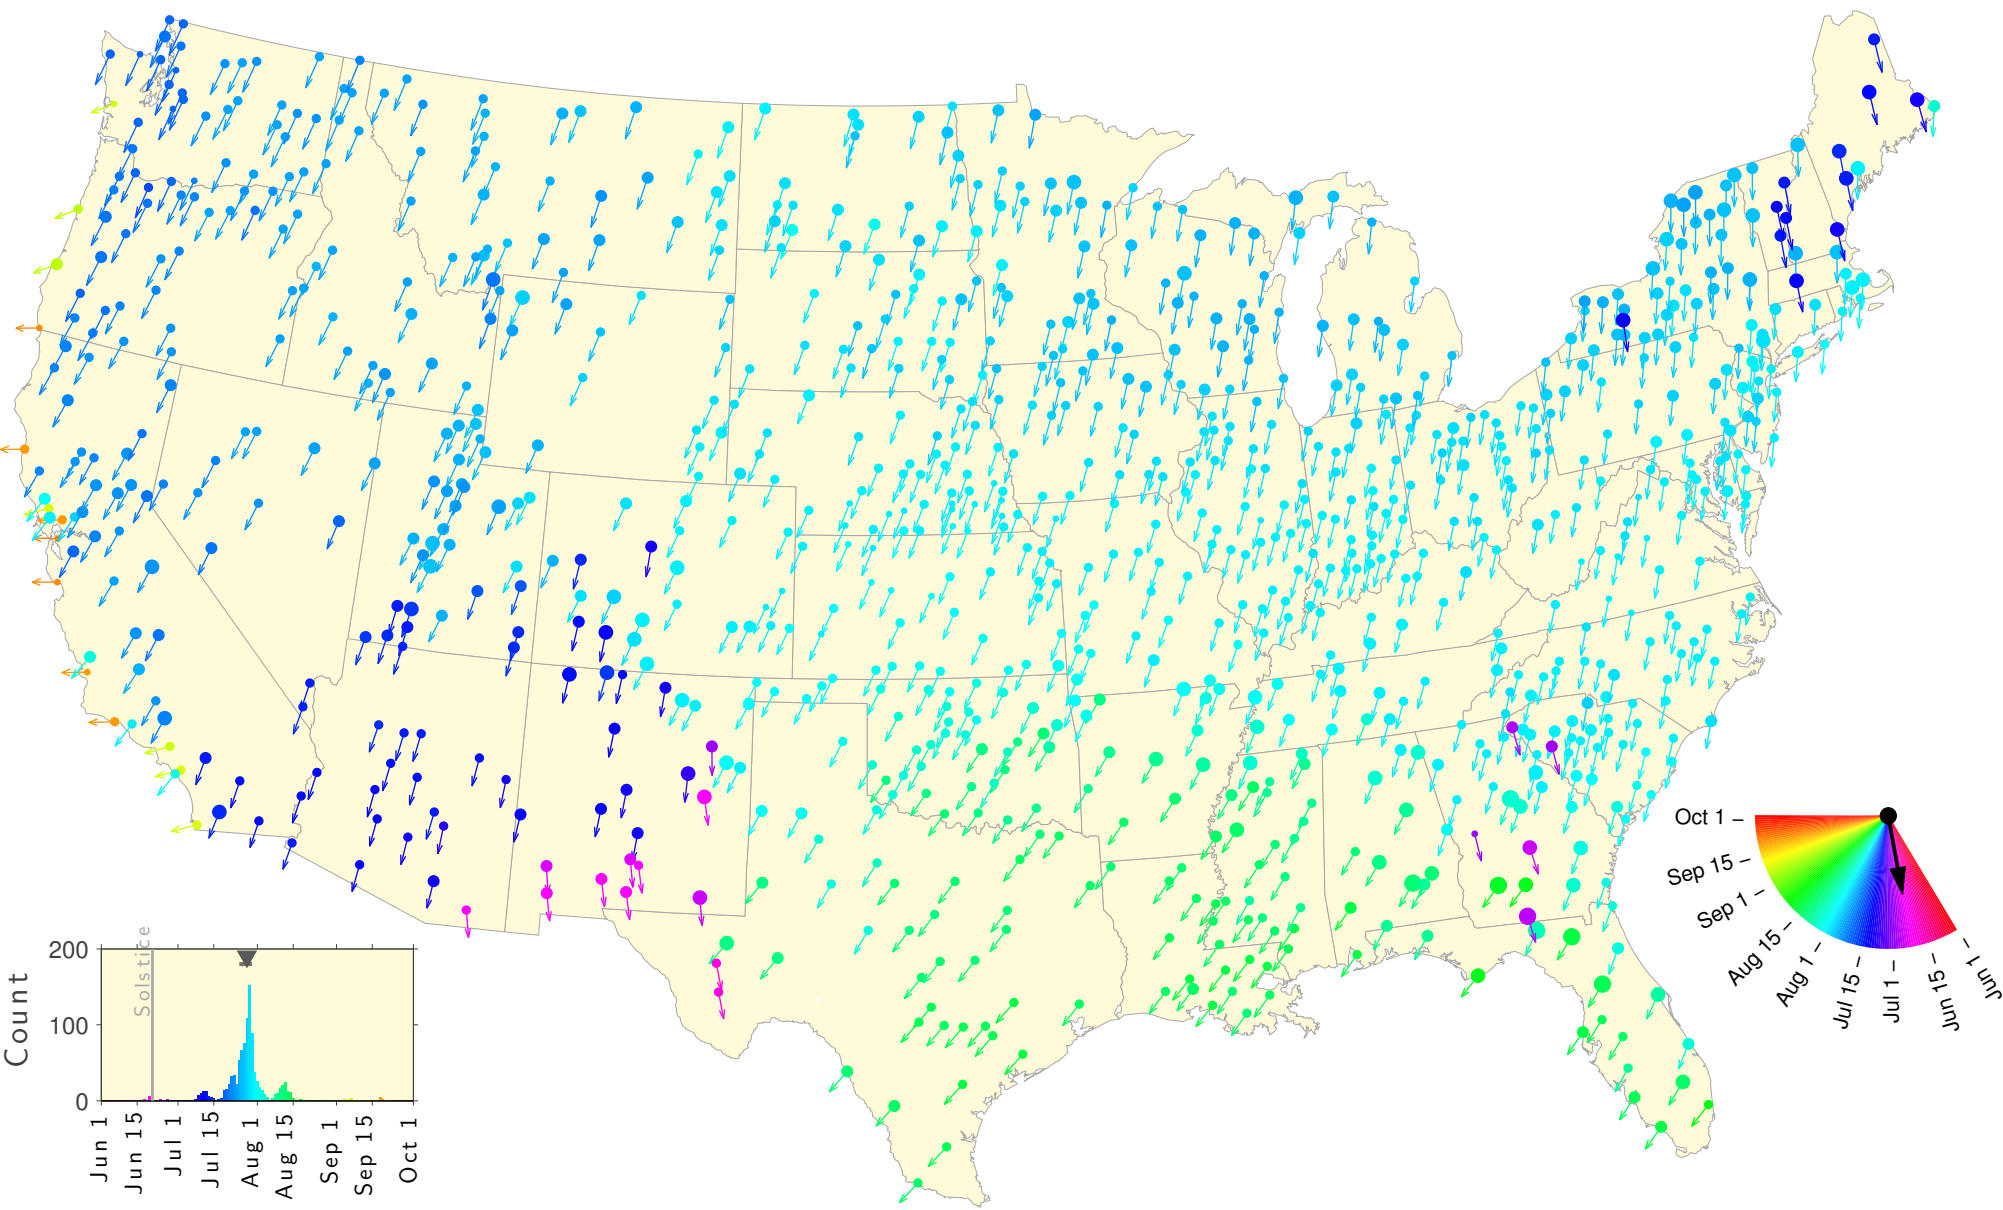 Oct 1 –
Sep 15 –
Sep 1 –
Aug 15 –
Aug 1 –
Jul 15 –
Jul 1 –
Jun 15 –
Jun 1 –
Solstice
Count
200
100
0
Jun 1
Jun 15
Jul 1
Jul 15
Aug 1
Aug 15
Sep 1
Sep 15
Oct 1